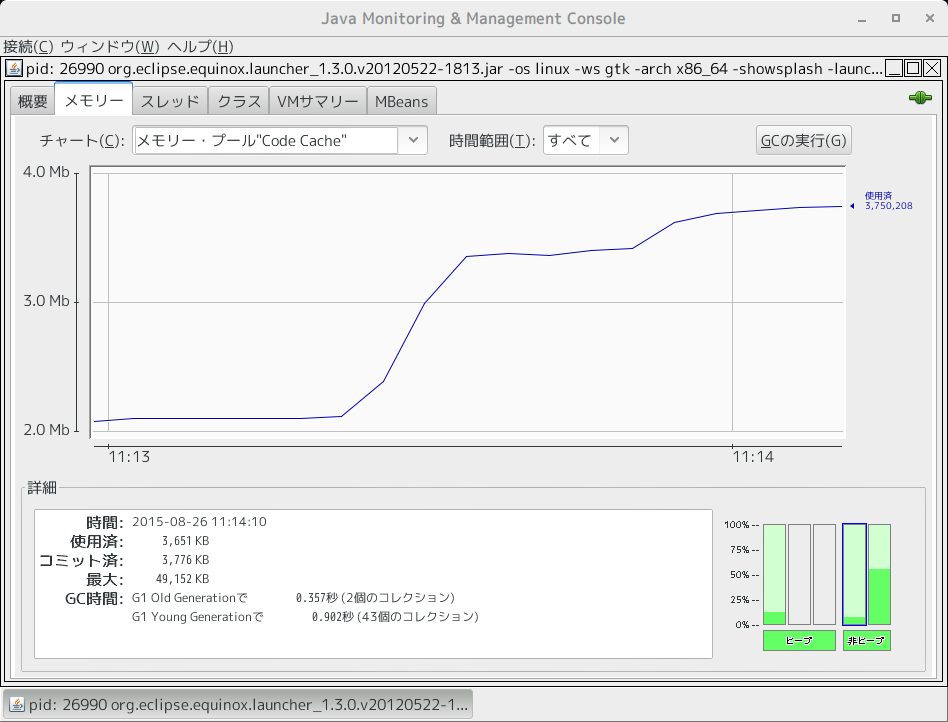 Java Monitoring & Management Console
接続(C) ウィンドウ(W) ヘルプ(H)
pid: 26990 org.eclipse.equinox.launcher_1.3.0.v20120522-1813.jar -os linux -ws gtk -arch x86_64 -showsplash -launc...
概要 メモリー スレッド クラス VMサマリー MBeans
チャート(C): メモリー・プール"Code Cache" 時間範囲(T): すべて GCの実行(G)
4.0 Mb
使用済
3,750,208
3.0 Mb
2.0 Mb
11:13 11:14
詳細
時間: 2015-08-26 11:14:10
使用済: 3,651 KB
コミット済: 3,776 KB
最大: 49,152 KB
GC時間: G1 Old Generationで 0.357秒 (2個のコレクション)
G1 Young Generationで 0.902秒 (43個のコレクション)
100% --
75% --
50% --
25% --
0% --
ヒープ 非ヒープ
pid: 26990 org.eclipse.equinox.launcher_1.3.0.v20120522-1...